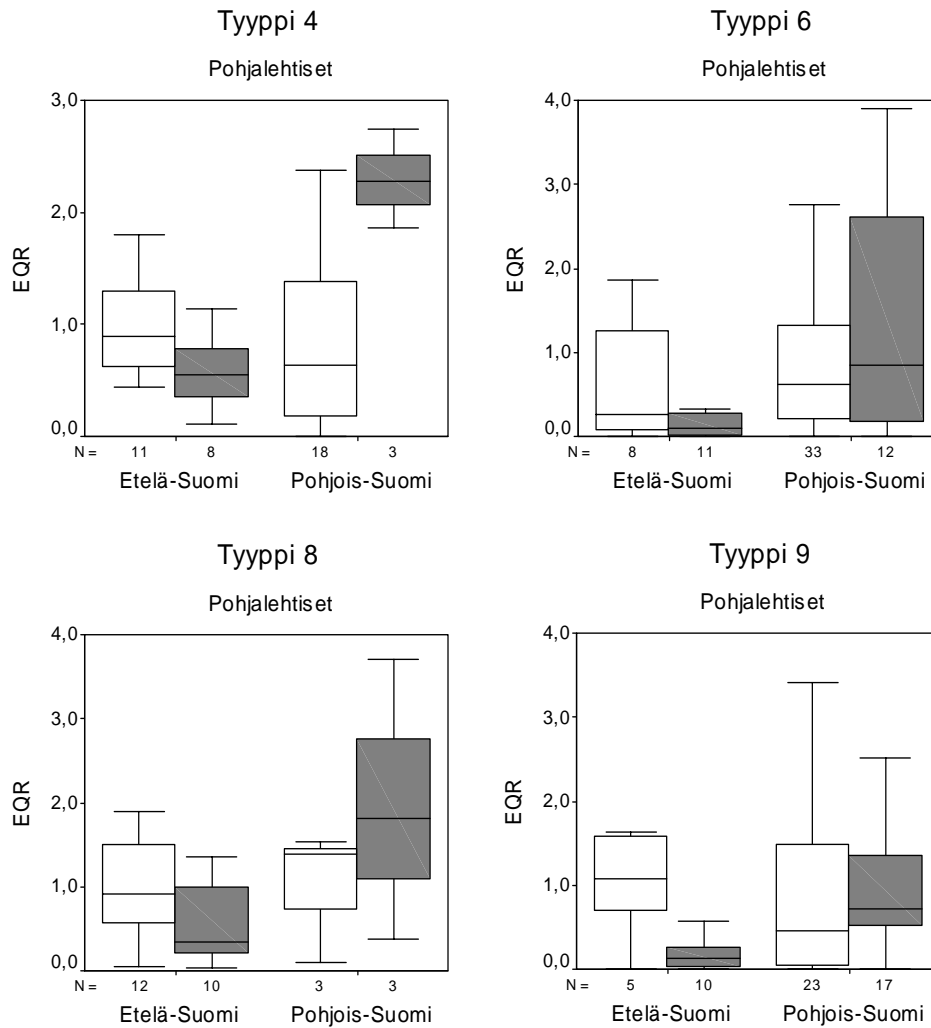 Tyyppi 4
Pohjalehtiset
3,0
2,0
1,0
0,0
EQR
N = 11 8 18 3
Etelä-Suomi Pohjois-Suomi
Tyyppi 6
Pohjalehtiset
4,0
3,0
2,0
1,0
0,0
EQR
N = 8 11 33 12
Etelä-Suomi Pohjois-Suomi
Tyyppi 8
Pohjalehtiset
4,0
3,0
2,0
1,0
0,0
EQR
N = 12 10 3 3
Etelä-Suomi Pohjois-Suomi
Tyyppi 9
Pohjalehtiset
4,0
3,0
2,0
1,0
0,0
EQR
N = 5 10 23 17
Etelä-Suomi Pohjois-Suomi